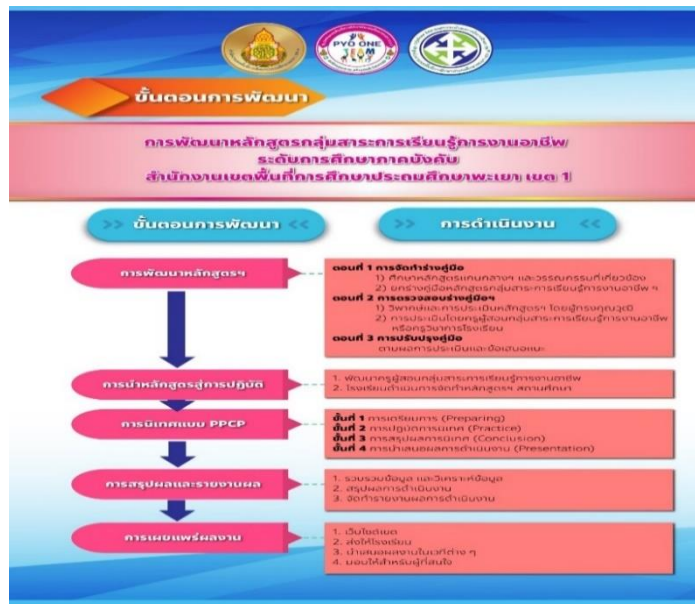 PYO ONE
TEAM
ขั้นตอนการพัฒนา
การพัฒนาหลักสูตรกลุ่มสาระการเรียนรู้การงานอาชีพ
ระดับการศึกษาภาคบังคับ
สำนักงานเขตพื้นที่การศึกษาประถมศึกษาพะเยา เขต 1
>> ขั้นตอนการพัฒนา <<
>> การดำเนินงาน <<
การพัฒนาหลักสูตรฯ
ตอนที่ 1 การจัดทำร่างคู่มือ
1) ศึกษาหลักสูตรแกนกลางฯ และวรรณกรรมที่เกี่ยวข้อง
2) ยกร่างคู่มือหลักสูตรกลุ่มสาระการเรียนรู้การงานอาชีพ ฯ
ตอนที่ 2 การตรวจสอบร่างคู่มือฯ
1) วิพากษ์และการประเมินหลักสูตรฯ โดยผู้ทรงคุณวุฒิ
2) การประเมินโดยครูผู้สอนกลุ่มสาระการเรียนรู้การงานอาชีพ
หรือครูวิชาการโรงเรียน
ตอนที่ 3 การปรับปรุงคู่มือ
ตามผลการประเมินและข้อเสนอแนะ
การนำหลักสูตรสู่การปฏิบัติ
1. พัฒนาครูผู้สอนกลุ่มสาระการเรียนรู้การงานอาชีพ
2. โรงเรียนดำเนินการจัดทำหลักสูตรฯ สถานศึกษา
การนิเทศแบบ PPCP
ขั้นที่ 1 การเตรียมการ (Preparing)
ขั้นที่ 2 การปฏิบัติการนิเทศ (Practice)
ขั้นที่ 3 การสรุปผลการนิเทศ (Conclusion)
ขั้นที่ 4 การนำเสนอผลการดำเนินงาน (Presentation)
การสรุปผลและรายงานผล
1. รวบรวมข้อมูล และวิเคราะห์ข้อมูล
2. สรุปผลการดำเนินงาน
3. จัดทำรายงานผลการดำเนินงาน
การเผยแพร่ผลงาน
1. เว็บไซต์เขต
2. ส่งให้โรงเรียน
3. นำเสนอผลงานในเวทีต่าง ๆ
4. มอบให้สำหรับผู้ที่สนใจ